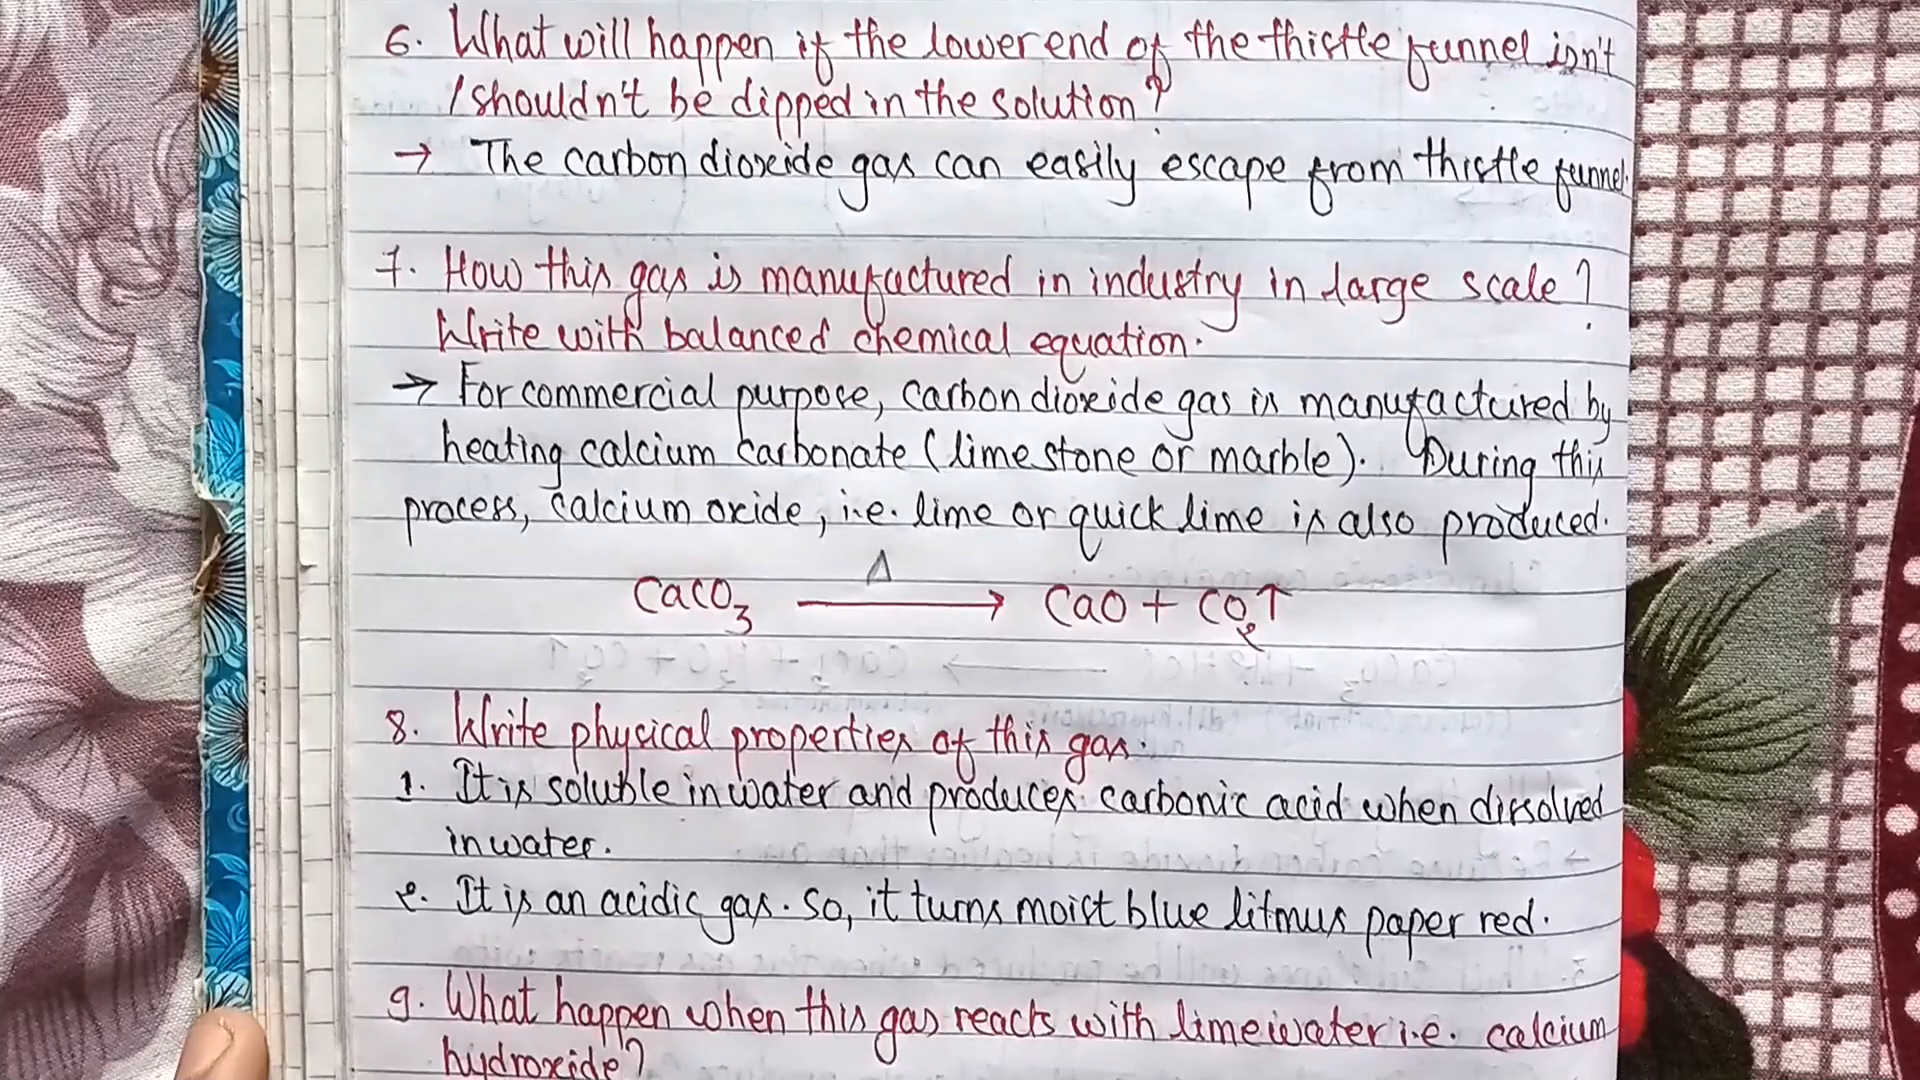 6. What will happen if the lower end of the thistle funnel isn't
/ shouldn't be dipped in the solution?
→ The carbon dioxide gas can easily escape from thistle funnel.
7. How this gas is manufactured in industry in large scale?
Write with balanced chemical equation.
→ For commercial purpose, carbon dioxide gas is manufactured by
heating calcium carbonate (limestone or marble). During this
process, calcium oxide, i.e. lime or quick lime is also produced.
Δ
CaCO₃ ⟶ CaO + CO₂↑
8. Write physical properties of this gas.
1. It is soluble in water and produces carbonic acid when dissolved
in water.
2. It is an acidic gas. So, it turns moist blue litmus paper red.
9. What happen when this gas reacts with limewater i.e. calcium
hydroxide?